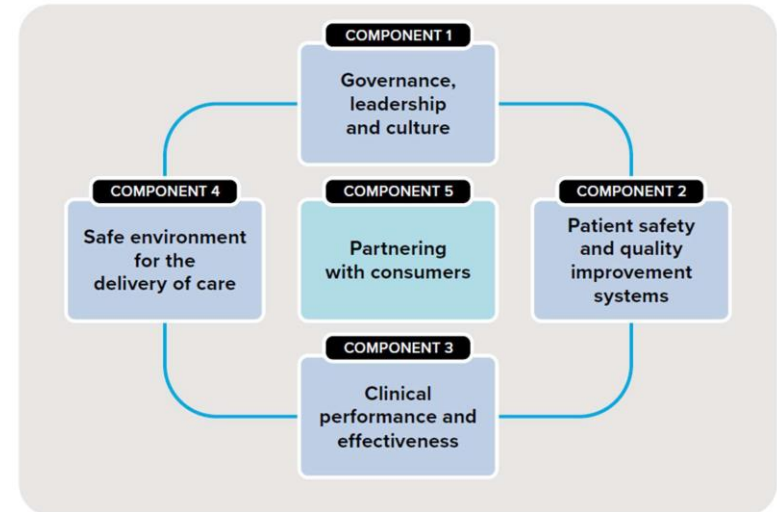 COMPONENT 1
Governance,
leadership
and culture
COMPONENT 4
Safe environment
for the
delivery of care
COMPONENT 5
Partnering
with consumers
COMPONENT 2
Patient safety
and quality
improvement
systems
COMPONENT 3
Clinical
performance and
effectiveness